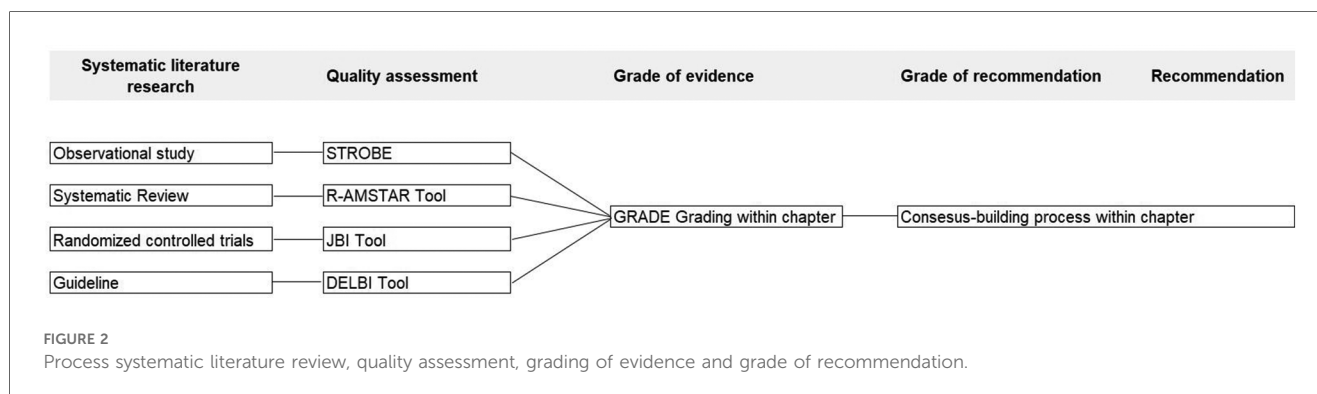 Systematic literature
research
Quality assessment
Grade of evidence
Grade of recommendation
Recommendation
Observational study
STROBE
Systematic Review
R-AMSTAR Tool
GRADE Grading within chapter
Consesus-building process within chapter
Randomized controlled trials
JBI Tool
Guideline
DELBI Tool
FIGURE 2
Process systematic literature review, quality assessment, grading of evidence and grade of recommendation.